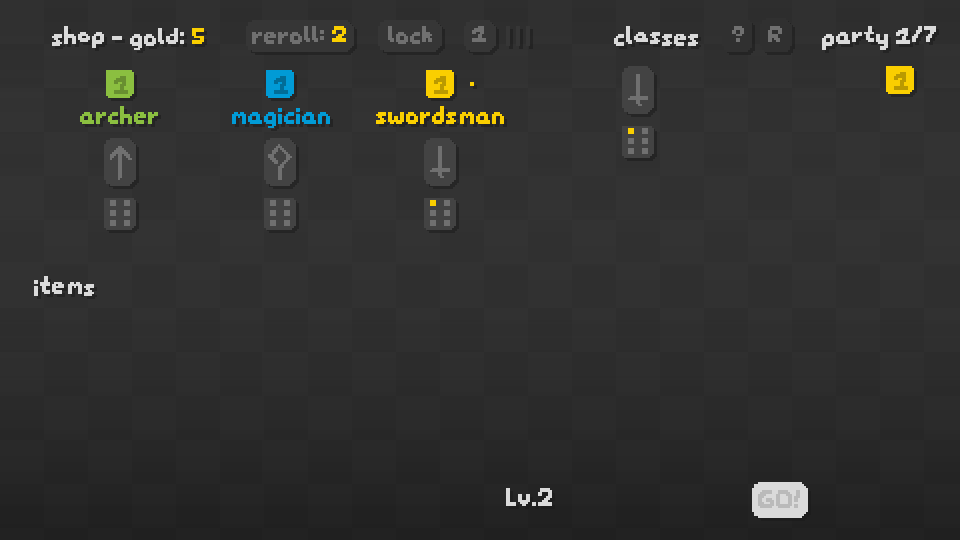 shop - gold: 5 reroll: 2 lock 1 classes ? R party 1/7
1 1 1 1
archer magician swordsman
items
Lv.2 GO!